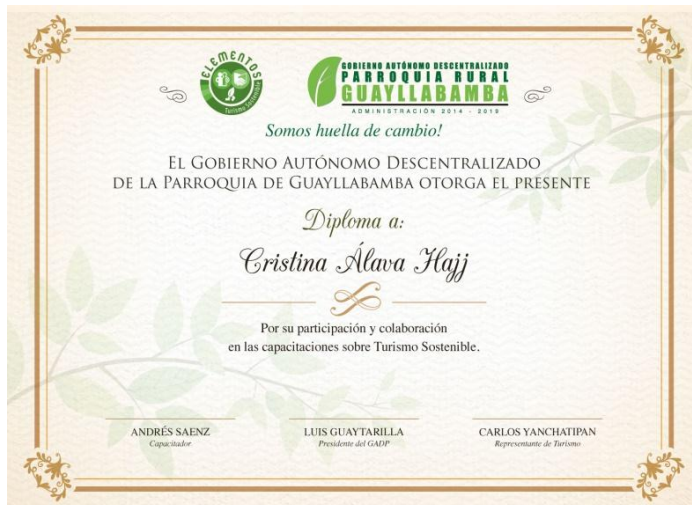 ELEMENTOS
Turismo Sostenible
GOBIERNO AUTÓNOMO DESCENTRALIZADO
PARROQUIA RURAL
GUAYLLABAMBA
ADMINISTRACIÓN 2014 - 2019
Somos huella de cambio!
EL GOBIERNO AUTÓNOMO DESCENTRALIZADO
DE LA PARROQUIA DE GUAYLLABAMBA OTORGA EL PRESENTE
Diploma a:
Cristina Álava Hajj
Por su participación y colaboración
en las capacitaciones sobre Turismo Sostenible.
ANDRÉS SAENZ
Capacitador
LUIS GUAYTARILLA
Presidente del GADP
CARLOS YANCHATIPAN
Representante de Turismo